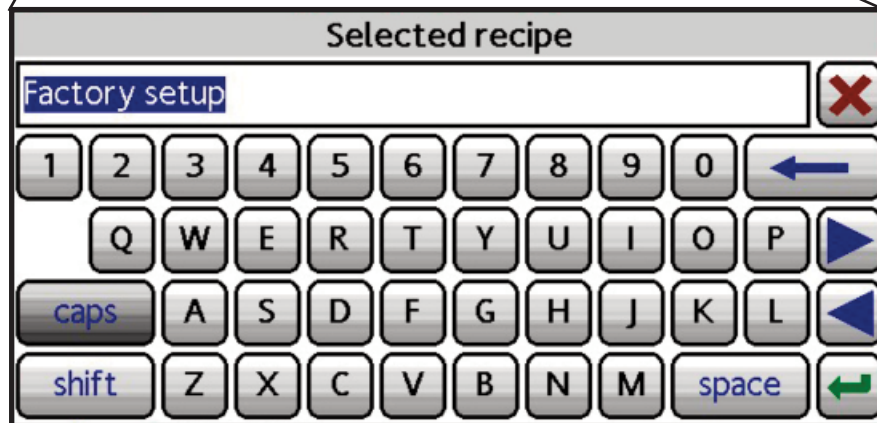 Selected recipe
Factory setup
1 2 3 4 5 6 7 8 9 0
Q W E R T Y U I O P
caps A S D F G H J K L
shift Z X C V B N M space